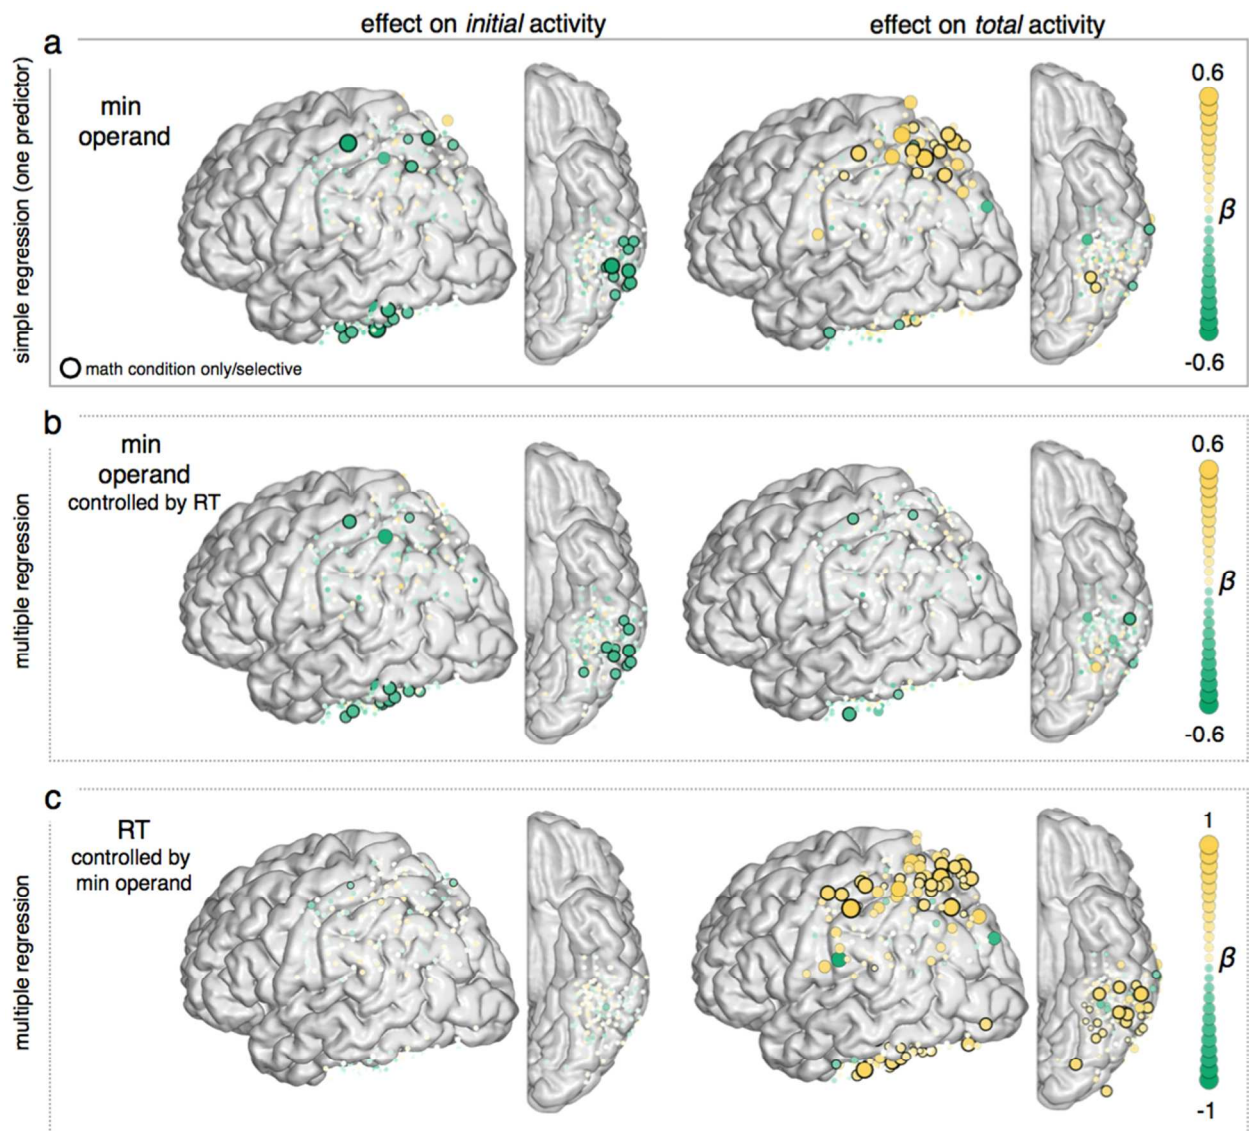 effect on initial activity
effect on total activity
a
simple regression (one predictor)
min
operand
math condition only/selective
0.6
β
-0.6
b
multiple regression
min
operand
controlled by RT
0.6
β
-0.6
c
multiple regression
RT
controlled by
min operand
1
β
-1